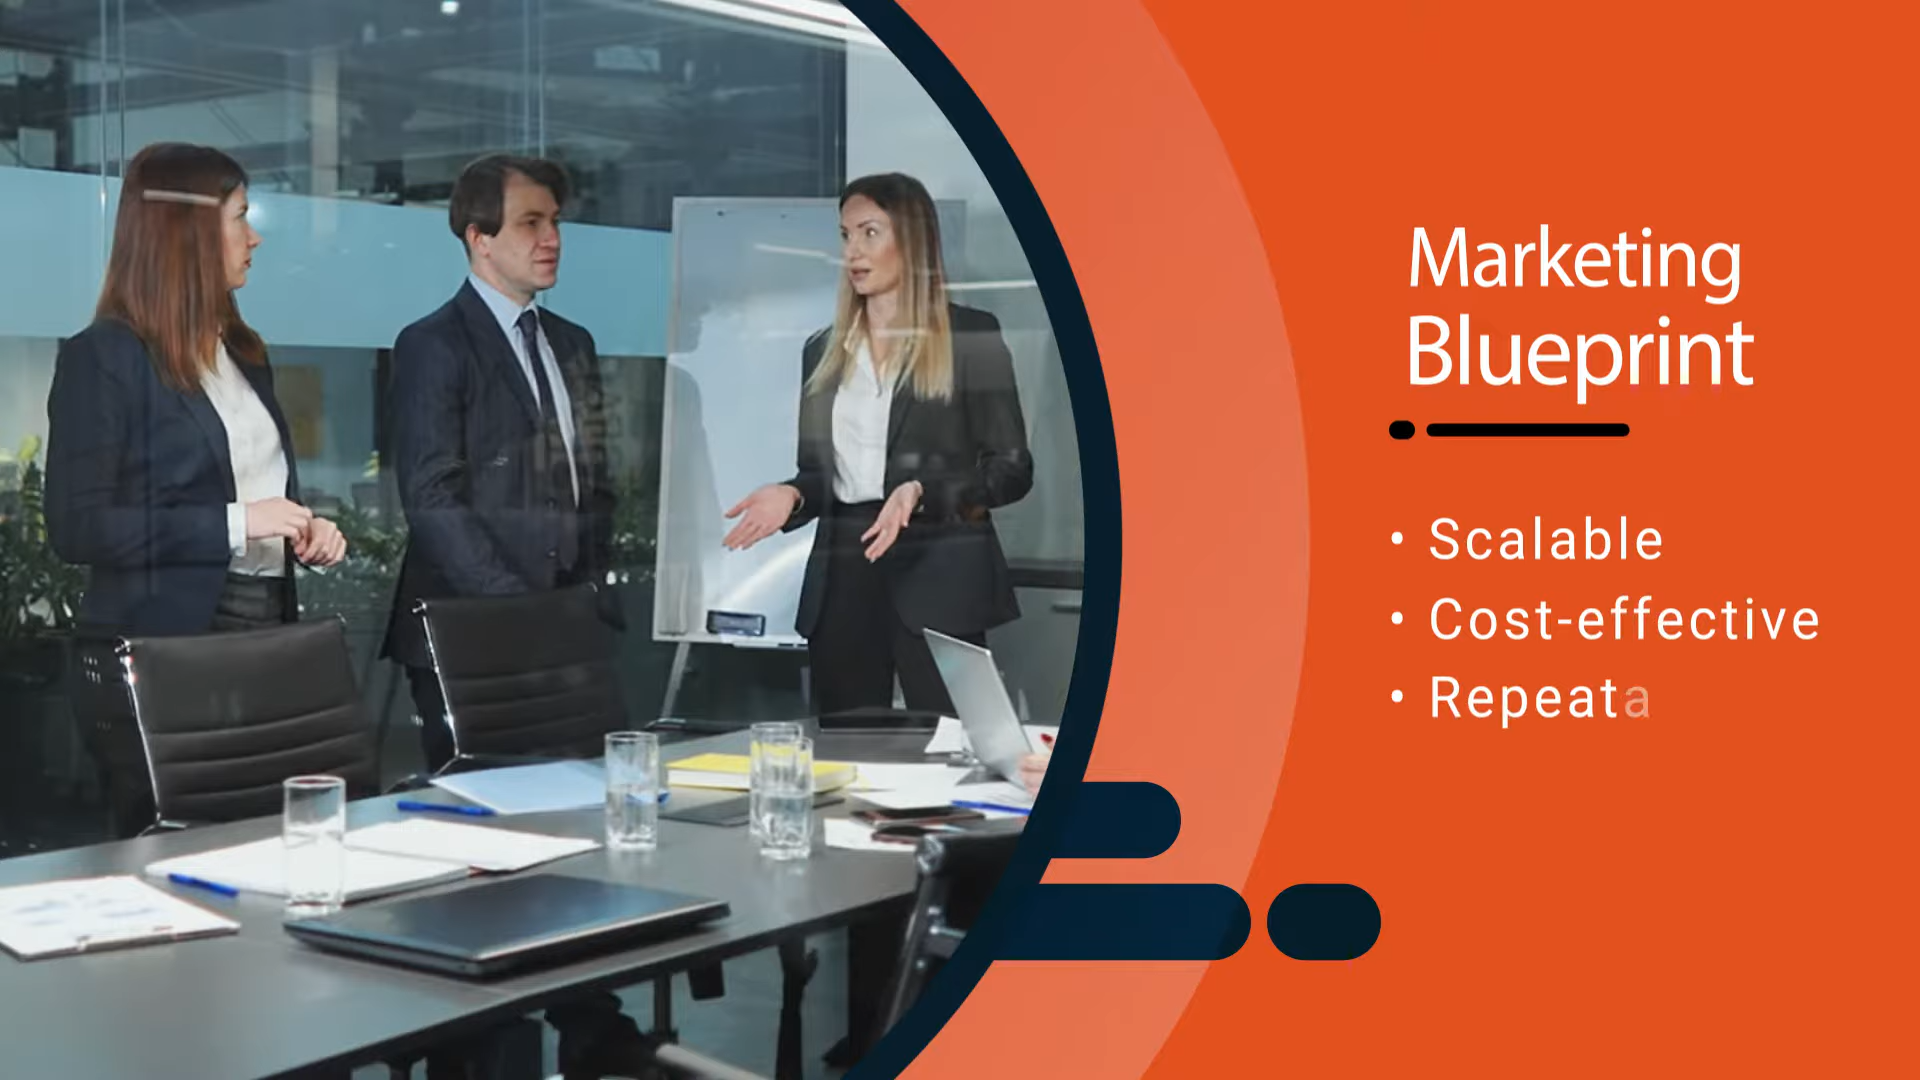 Marketing
Blueprint
• Scalable
• Cost-effective
• Repeata